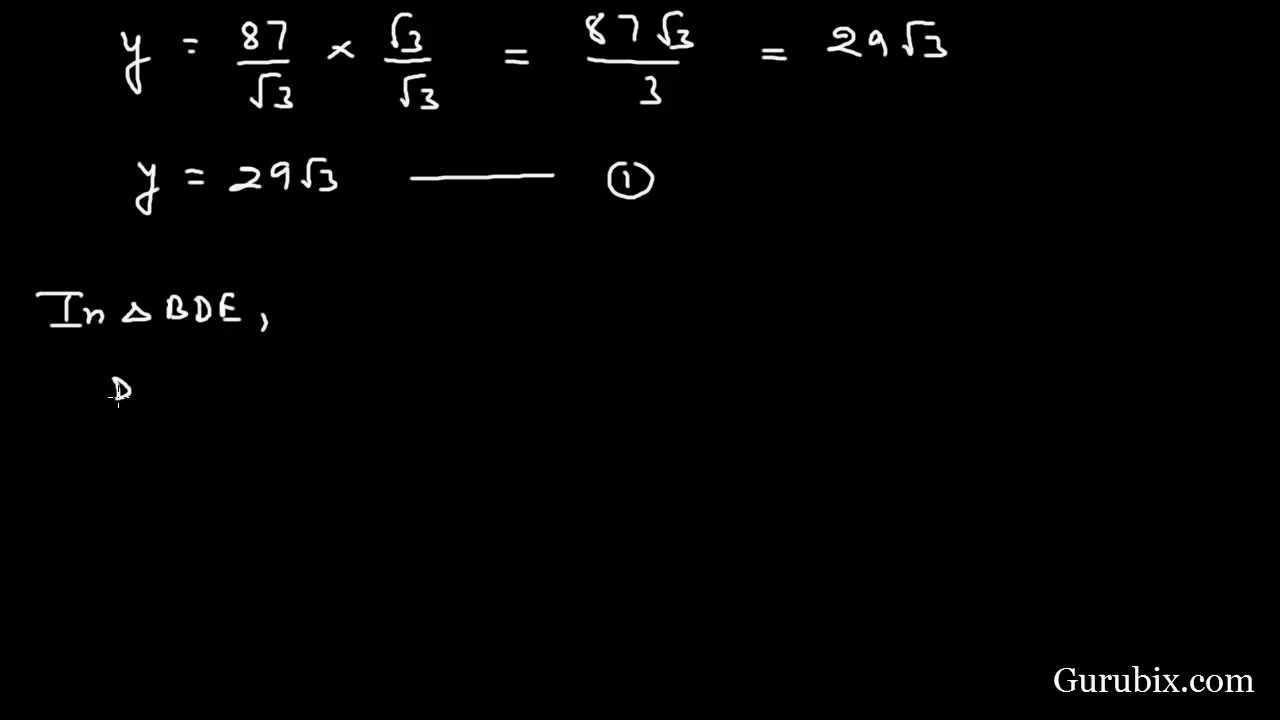 y = 87/√3 × √3/√3 = 87√3/3 = 29√3
y = 29√3 —— ①
In △BDE,
D
Gurubix.com